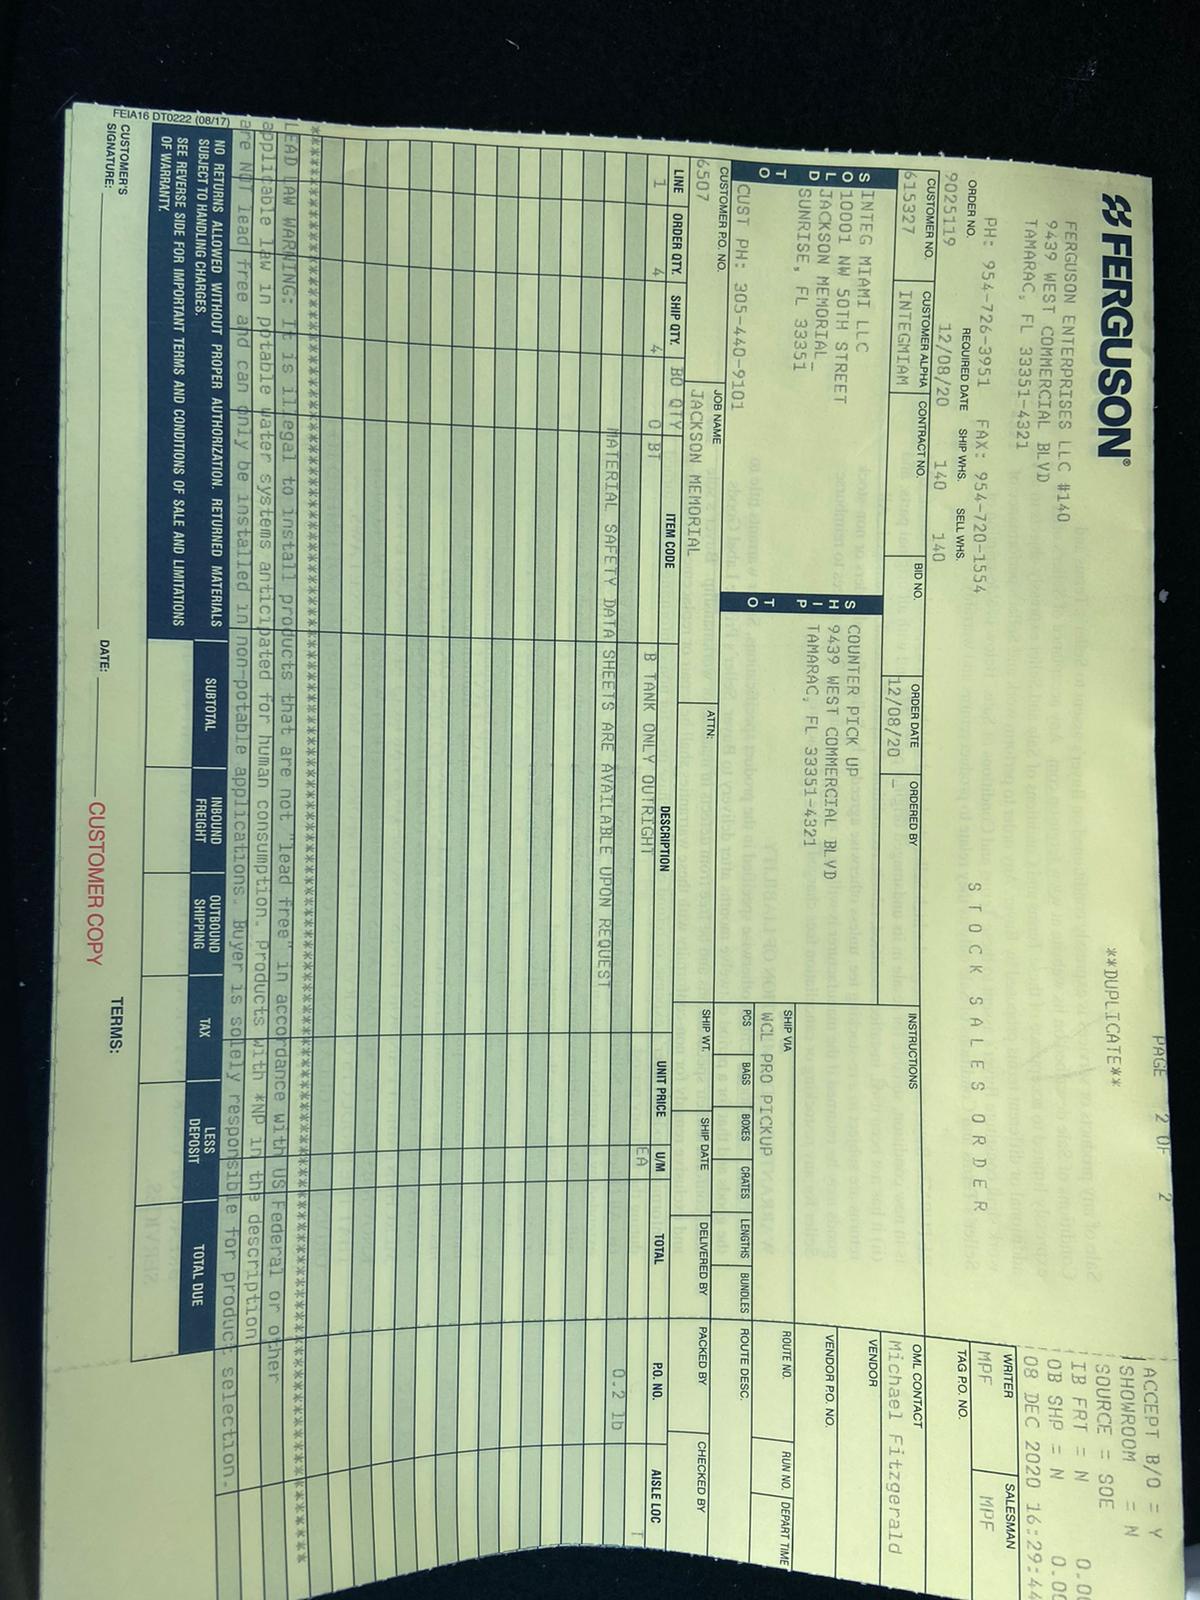 PAGE 2 OF 2
FERGUSON®
**DUPLICATE**
ACCEPT B/O = Y
SHOWROOM = N
SOURCE = SOE
IB FRT = N 0.00
OB SHP = N 0.00
08 DEC 2020 16:29:44
FERGUSON ENTERPRISES LLC #140
9439 WEST COMMERCIAL BLVD
TAMARAC, FL 33351-4321
PH: 954-726-3951 FAX: 954-720-1554
STOCK SALES ORDER
WRITER SALESMAN
MPF MPF
TAG P.O. NO.
ORDER NO. REQUIRED DATE SHIP WHS. SELL WHS.
9025119 12/08/20 140 140
CUSTOMER NO. CUSTOMER ALPHA CONTRACT NO. BID NO. ORDER DATE ORDERED BY INSTRUCTIONS OML CONTACT
615327 INTEGMIAM 12/08/20 - Michael Fitzgerald
SOLD TO
INTEG MIAMI LLC
10001 NW 50TH STREET
JACKSON MEMORIAL_
SUNRISE, FL 33351
CUST PH: 305-440-9101
SHIP TO
COUNTER PICK UP
9439 WEST COMMERCIAL BLVD
TAMARAC, FL 33351-4321
VENDOR
VENDOR P.O. NO.
SHIP VIA ROUTE NO. RUN NO. DEPART TIME
WCL PRO PICKUP
PCS BAGS BOXES CRATES LENGTHS BUNDLES ROUTE DESC.
CUSTOMER P.O. NO. JOB NAME ATTN: SHIP WT. SHIP DATE DELIVERED BY PACKED BY CHECKED BY
6507 JACKSON MEMORIAL
LINE ORDER QTY. SHIP QTY. BO QTY ITEM CODE DESCRIPTION UNIT PRICE U/M TOTAL P.O. NO. AISLE LOC
1 4 4 0 BT B TANK ONLY OUTRIGHT EA T
0.2 lb
MATERIAL SAFETY DATA SHEETS ARE AVAILABLE UPON REQUEST
LEAD LAW WARNING: It is illegal to install products that are not "lead free" in accordance with US Federal or other
applicable law in potable water systems anticipated for human consumption. Products with *NP in the description
are NOT lead free and can only be installed in non-potable applications. Buyer is solely responsible for product selection.
NO RETURNS ALLOWED WITHOUT PROPER AUTHORIZATION. RETURNED MATERIALS
SUBJECT TO HANDLING CHARGES.
SEE REVERSE SIDE FOR IMPORTANT TERMS AND CONDITIONS OF SALE AND LIMITATIONS
OF WARRANTY.
SUBTOTAL INBOUND FREIGHT OUTBOUND SHIPPING TAX LESS DEPOSIT TOTAL DUE
FEIA16 DT0222 (08/17)
CUSTOMER'S
SIGNATURE: DATE: TERMS:
CUSTOMER COPY